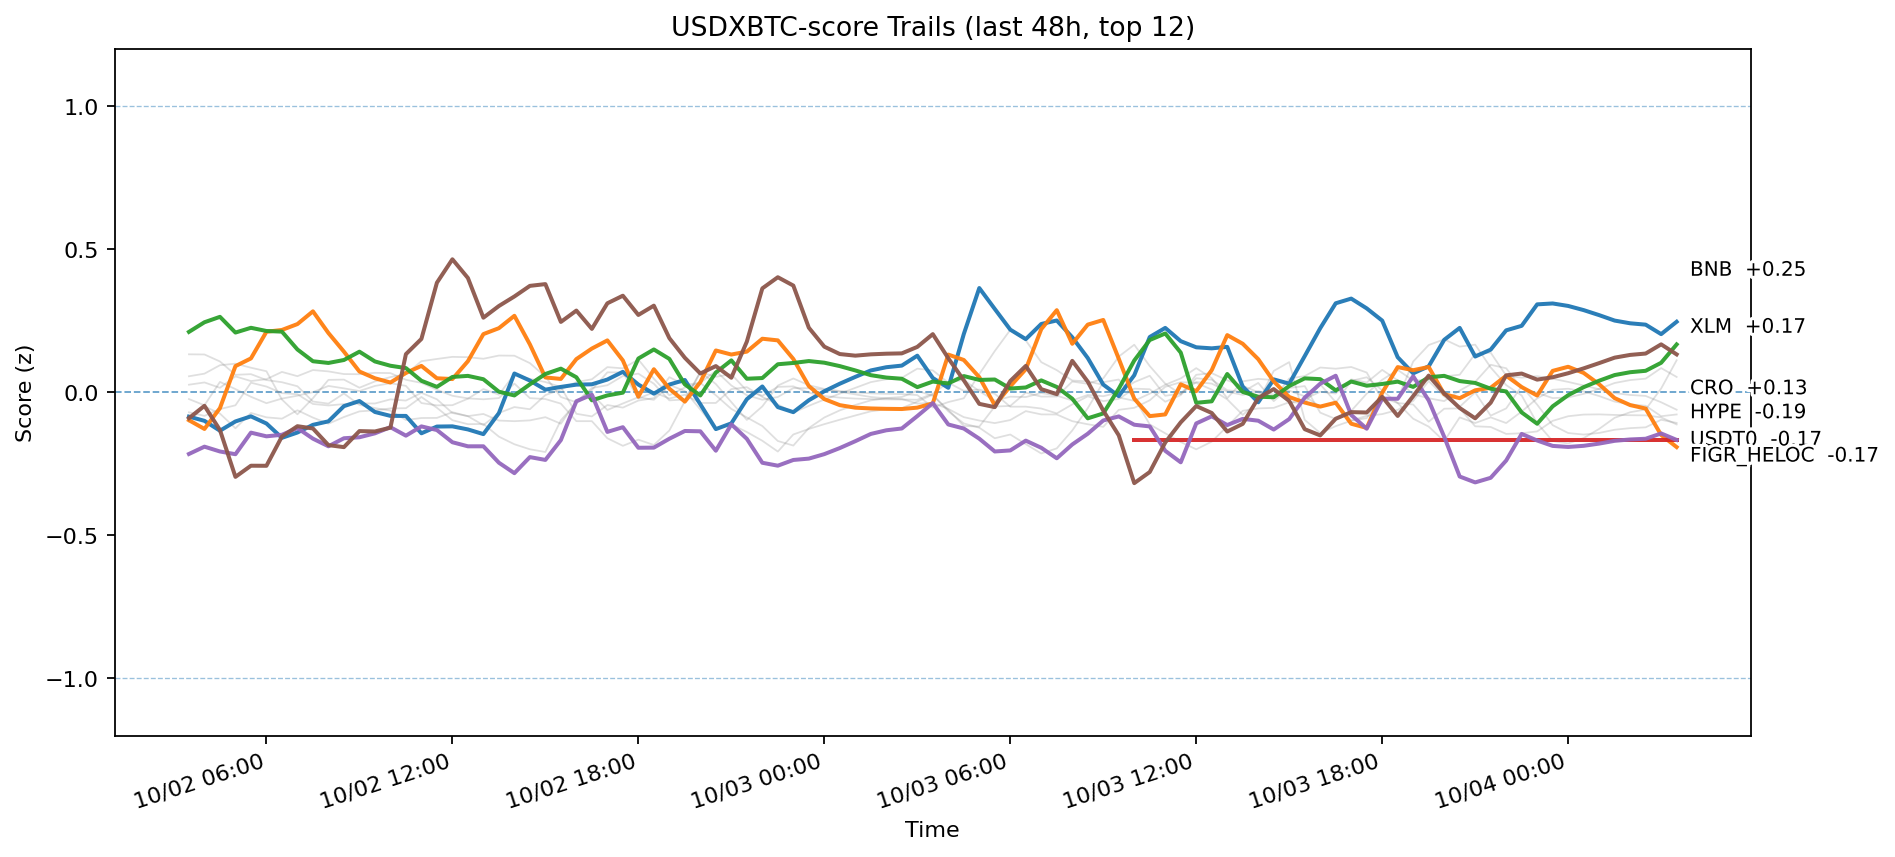 USDXBTC-score Trails (last 48h, top 12)
Score (z)
1.0
0.5
0.0
−0.5
−1.0
BNB +0.25
XLM +0.17
CRO +0.13
HYPE -0.19
USDT0 -0.17
FIGR_HELOC -0.17
10/02 06:00
10/02 12:00
10/02 18:00
10/03 00:00
10/03 06:00
10/03 12:00
10/03 18:00
10/04 00:00
Time